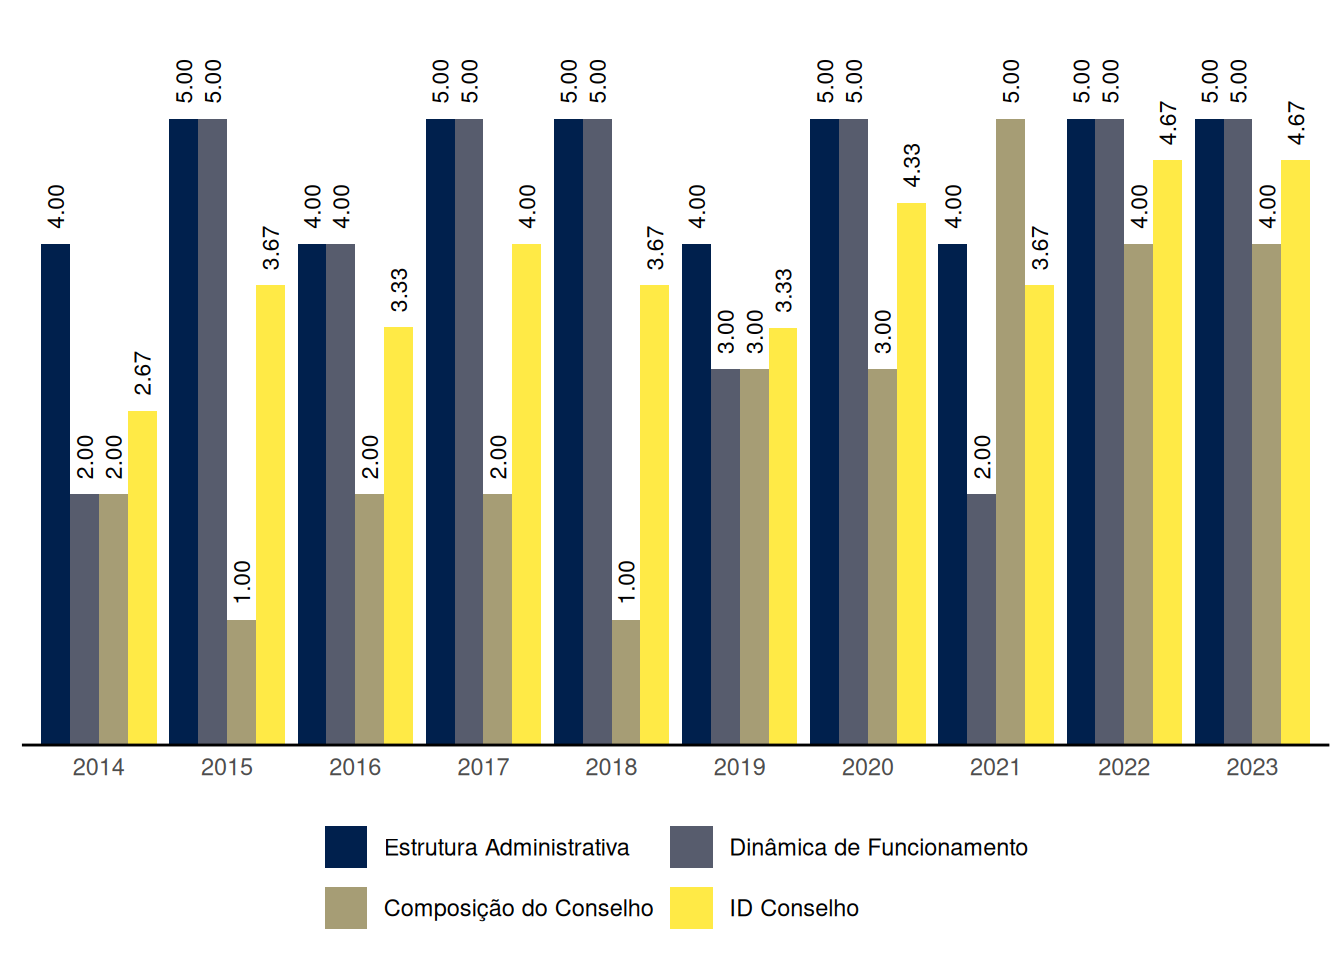 4.00 2.00 2.00 2.67
5.00 5.00 1.00 3.67
4.00 4.00 2.00 3.33
5.00 5.00 2.00 4.00
5.00 5.00 1.00 3.67
4.00 3.00 3.00 3.33
5.00 5.00 3.00 4.33
4.00 2.00 5.00 3.67
5.00 5.00 4.00 4.67
5.00 5.00 4.00 4.67
2014 2015 2016 2017 2018 2019 2020 2021 2022 2023
Estrutura Administrativa Dinâmica de Funcionamento
Composição do Conselho ID Conselho